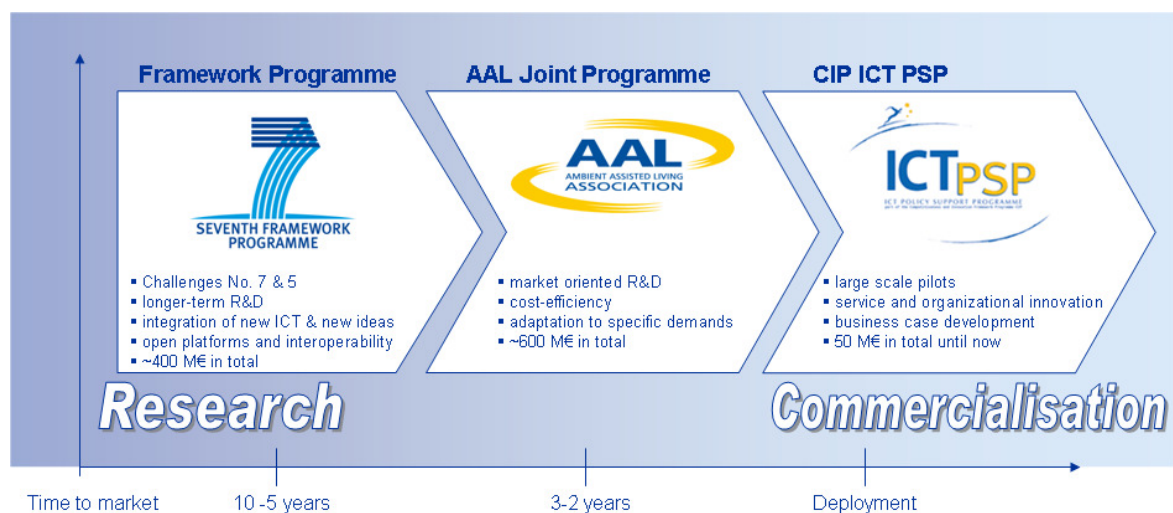 Framework Programme
AAL Joint Programme
CIP ICT PSP
SEVENTH FRAMEWORK
PROGRAMME
▪ Challenges No. 7 & 5
▪ longer-term R&D
▪ integration of new ICT & new ideas
▪ open platforms and interoperability
▪ ~400 M€ in total
AAL
AMBIENT ASSISTED LIVING
ASSOCIATION
▪ market oriented R&D
▪ cost-efficiency
▪ adaptation to specific demands
▪ ~600 M€ in total
ICT PSP
ICT POLICY SUPPORT PROGRAMME
▪ large scale pilots
▪ service and organizational innovation
▪ business case development
▪ 50 M€ in total until now
Research
Commercialisation
Time to market
10 -5 years
3-2 years
Deployment